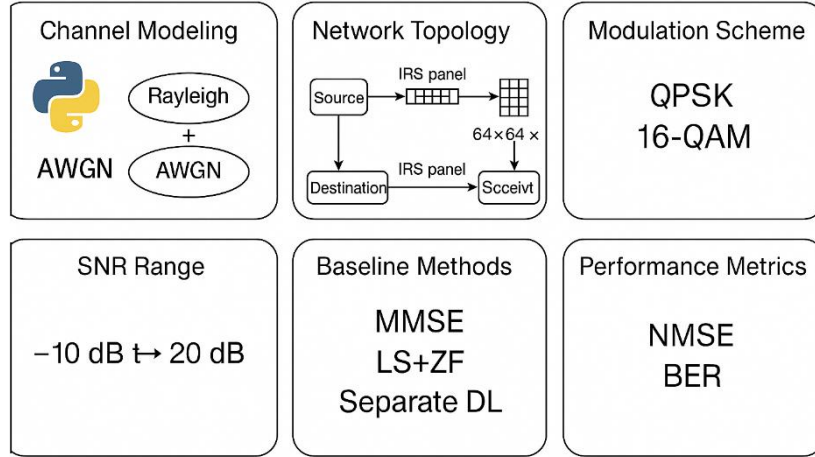 Channel Modeling
Rayleigh
+
AWGN
AWGN
Network Topology
IRS panel
Source
64×64 ×
IRS panel
Destination
Scceivt
Modulation Scheme
QPSK
16-QAM
SNR Range
−10 dB t→ 20 dB
Baseline Methods
MMSE
LS+ZF
Separate DL
Performance Metrics
NMSE
BER